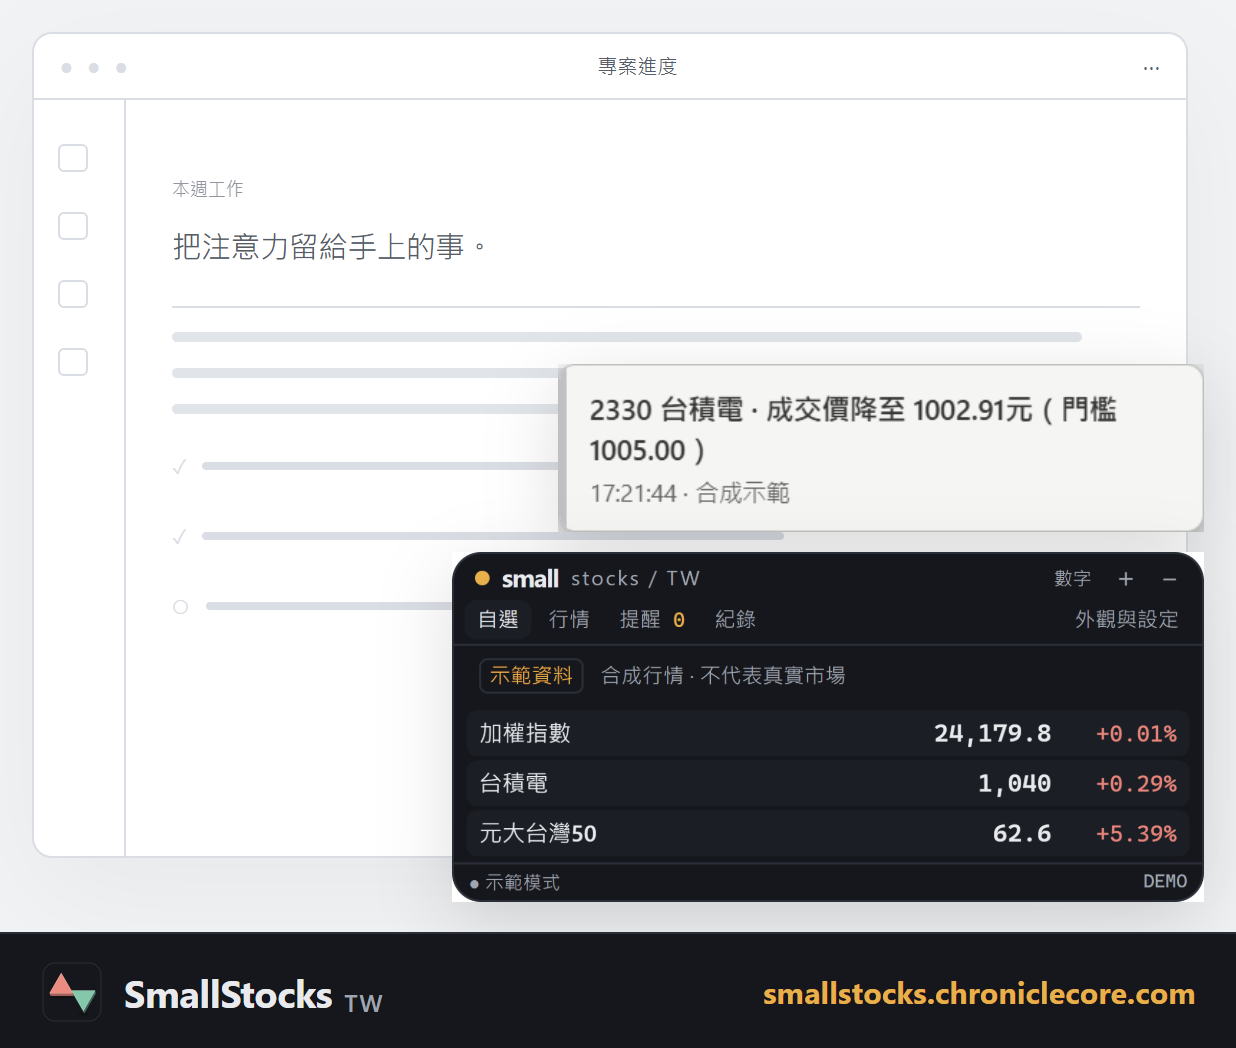 專案進度
...
本週工作
把注意力留給手上的事。
2330 台積電 · 成交價降至 1002.91元（門檻
1005.00）
17:21:44 · 合成示範
small stocks / TW 數字 + −
自選 行情 提醒 0 紀錄 外觀與設定
示範資料 合成行情 · 不代表真實市場
加權指數 24,179.8 +0.01%
台積電 1,040 +0.29%
元大台灣50 62.6 +5.39%
示範模式 DEMO
SmallStocks TW
smallstocks.chroniclecore.com